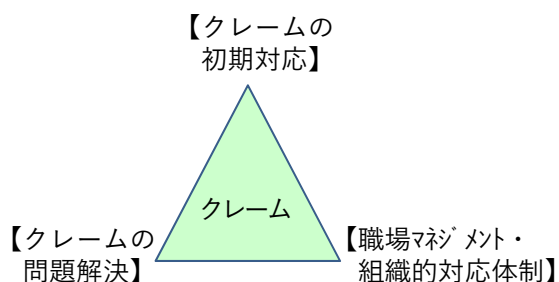 【クレームの
初期対応】
クレーム
【クレームの
問題解決】
【職場ﾏﾈｼﾞﾒﾝﾄ・
組織的対応体制】